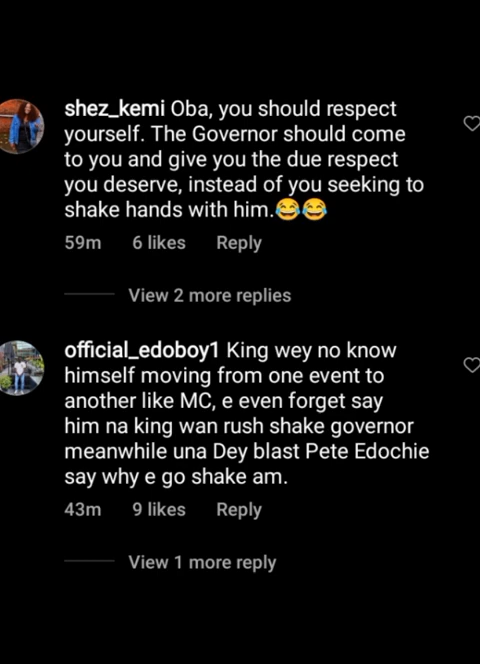 shez_kemi Oba, you should respect
yourself. The Governor should come
to you and give you the due respect
you deserve, instead of you seeking to
shake hands with him.😂😂
59m 6 likes Reply
View 2 more replies
official_edoboy1 King wey no know
himself moving from one event to
another like MC, e even forget say
him na king wan rush shake governor
meanwhile una Dey blast Pete Edochie
say why e go shake am.
43m 9 likes Reply
View 1 more reply